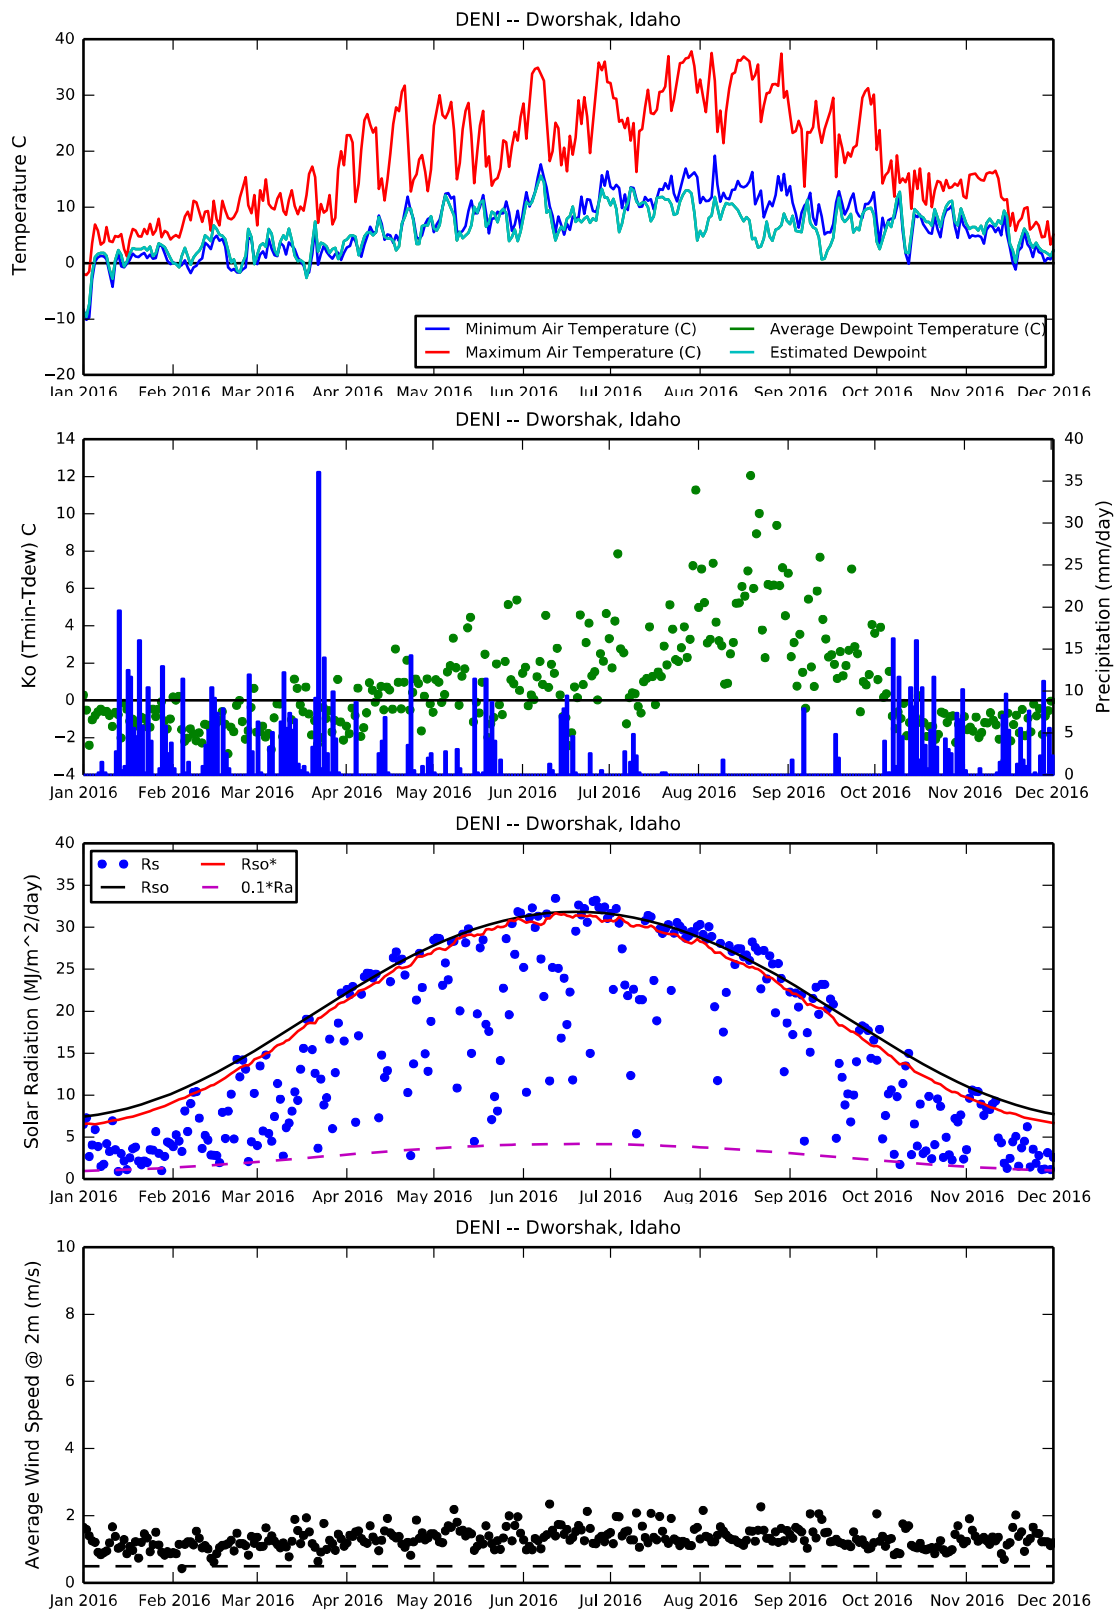 DENI -- Dworshak, Idaho
40
30
20
10
0
−10
−20
Temperature C
Minimum Air Temperature (C)
Maximum Air Temperature (C)
Average Dewpoint Temperature (C)
Estimated Dewpoint
Jan 2016 Feb 2016 Mar 2016 Apr 2016 May 2016 Jun 2016 Jul 2016 Aug 2016 Sep 2016 Oct 2016 Nov 2016 Dec 2016
DENI -- Dworshak, Idaho
14
12
10
8
6
4
2
0
−2
−4
Ko (Tmin-Tdew) C
40
35
30
25
20
15
10
5
0
Precipitation (mm/day)
Jan 2016 Feb 2016 Mar 2016 Apr 2016 May 2016 Jun 2016 Jul 2016 Aug 2016 Sep 2016 Oct 2016 Nov 2016 Dec 2016
DENI -- Dworshak, Idaho
40
35
30
25
20
15
10
5
0
Solar Radiation (MJ/m^2/day)
Rs
Rso
Rso*
0.1*Ra
Jan 2016 Feb 2016 Mar 2016 Apr 2016 May 2016 Jun 2016 Jul 2016 Aug 2016 Sep 2016 Oct 2016 Nov 2016 Dec 2016
DENI -- Dworshak, Idaho
10
8
6
4
2
0
Average Wind Speed @ 2m (m/s)
Jan 2016 Feb 2016 Mar 2016 Apr 2016 May 2016 Jun 2016 Jul 2016 Aug 2016 Sep 2016 Oct 2016 Nov 2016 Dec 2016